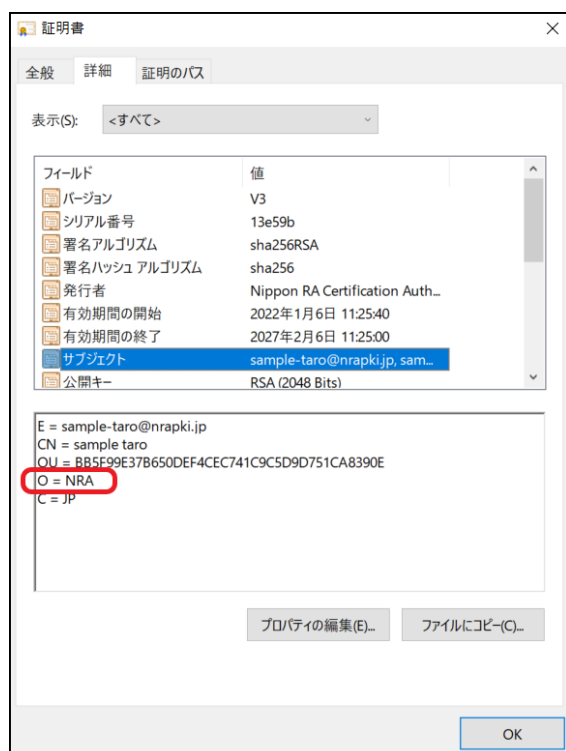 証明書
全般 詳細 証明のパス
表示(S): <すべて>
フィールド 値
バージョン V3
シリアル番号 13e59b
署名アルゴリズム sha256RSA
署名ハッシュ アルゴリズム sha256
発行者 Nippon RA Certification Auth...
有効期間の開始 2022年1月6日 11:25:40
有効期間の終了 2027年2月6日 11:25:00
サブジェクト sample-taro@nrapki.jp, sam...
公開キー RSA (2048 Bits)
E = sample-taro@nrapki.jp
CN = sample taro
OU = BB5F99E37B650DEF4CEC741C9C5D9D751CA8390E
O = NRA
C = JP
プロパティの編集(E)... ファイルにコピー(C)...
OK